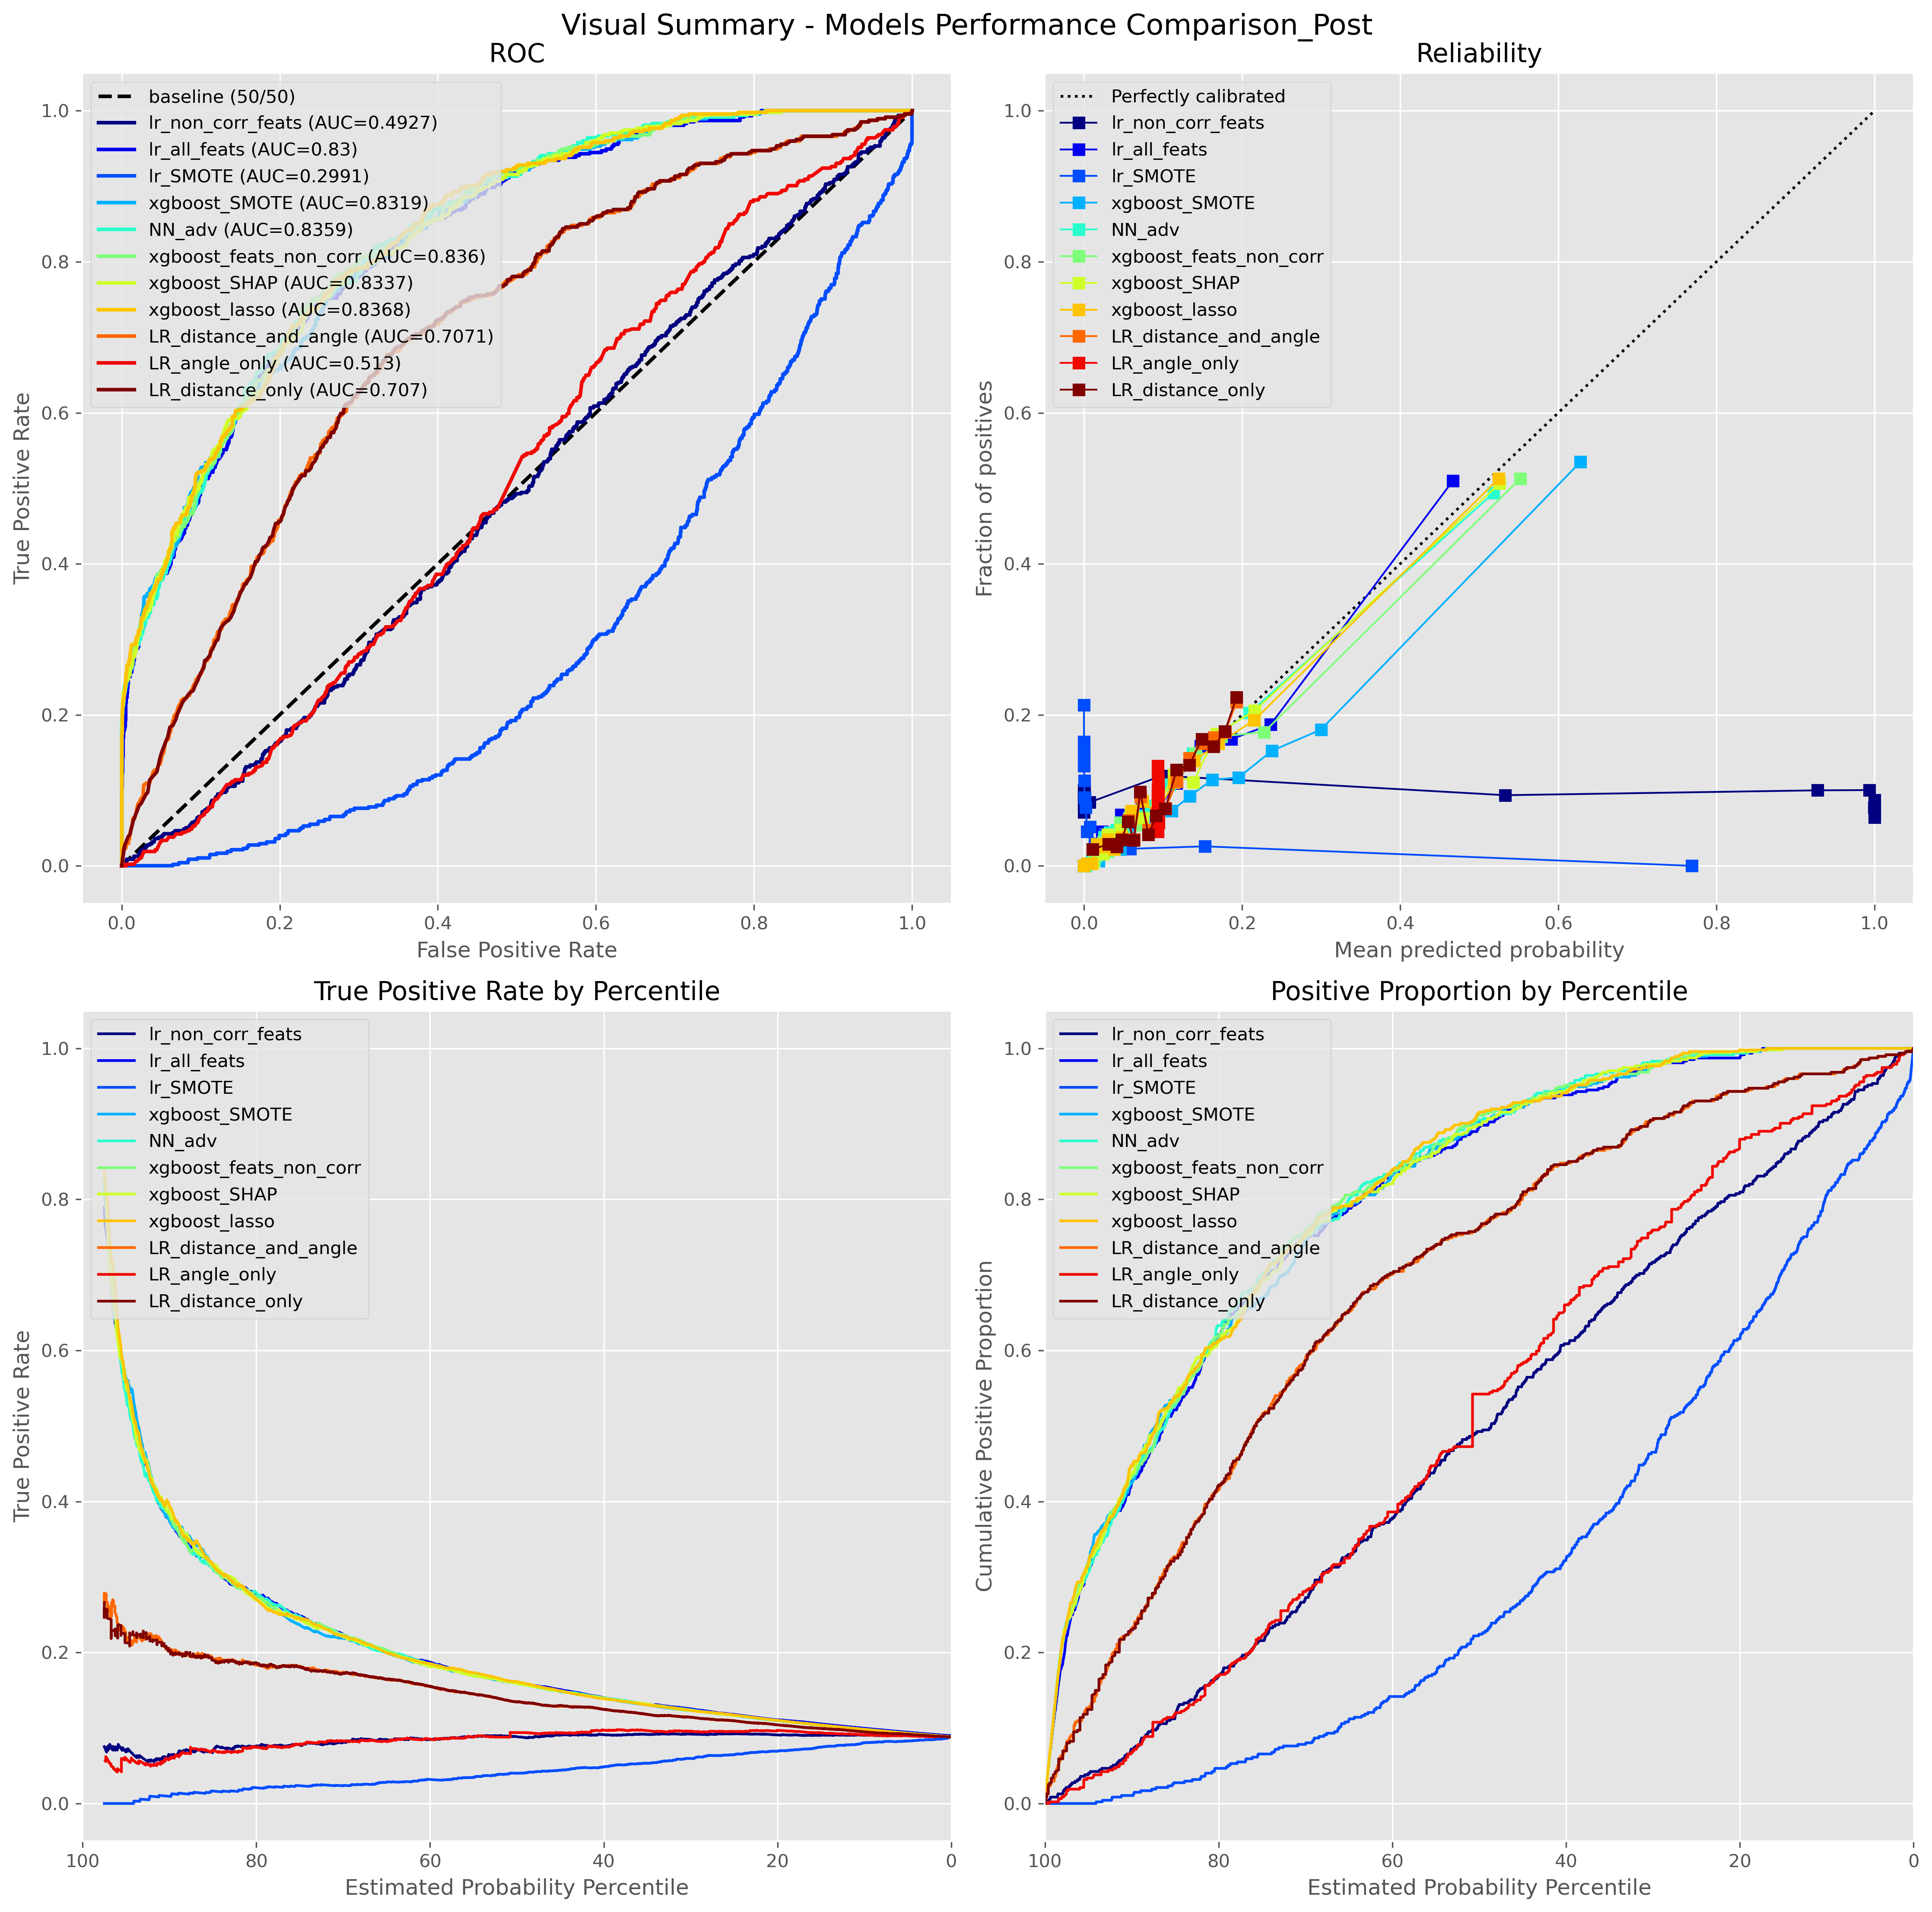 Visual Summary - Models Performance Comparison_Post
ROC
baseline (50/50)
lr_non_corr_feats (AUC=0.4927)
lr_all_feats (AUC=0.83)
lr_SMOTE (AUC=0.2991)
xgboost_SMOTE (AUC=0.8319)
NN_adv (AUC=0.8359)
xgboost_feats_non_corr (AUC=0.836)
xgboost_SHAP (AUC=0.8337)
xgboost_lasso (AUC=0.8368)
LR_distance_and_angle (AUC=0.7071)
LR_angle_only (AUC=0.513)
LR_distance_only (AUC=0.707)
True Positive Rate
1.0
0.8
0.6
0.4
0.2
0.0
0.0 0.2 0.4 0.6 0.8 1.0
False Positive Rate
Reliability
Perfectly calibrated
lr_non_corr_feats
lr_all_feats
lr_SMOTE
xgboost_SMOTE
NN_adv
xgboost_feats_non_corr
xgboost_SHAP
xgboost_lasso
LR_distance_and_angle
LR_angle_only
LR_distance_only
Fraction of positives
1.0
0.8
0.6
0.4
0.2
0.0
0.0 0.2 0.4 0.6 0.8 1.0
Mean predicted probability
True Positive Rate by Percentile
lr_non_corr_feats
lr_all_feats
lr_SMOTE
xgboost_SMOTE
NN_adv
xgboost_feats_non_corr
xgboost_SHAP
xgboost_lasso
LR_distance_and_angle
LR_angle_only
LR_distance_only
True Positive Rate
1.0
0.8
0.6
0.4
0.2
0.0
100 80 60 40 20 0
Estimated Probability Percentile
Positive Proportion by Percentile
lr_non_corr_feats
lr_all_feats
lr_SMOTE
xgboost_SMOTE
NN_adv
xgboost_feats_non_corr
xgboost_SHAP
xgboost_lasso
LR_distance_and_angle
LR_angle_only
LR_distance_only
Cumulative Positive Proportion
1.0
0.8
0.6
0.4
0.2
0.0
100 80 60 40 20 0
Estimated Probability Percentile